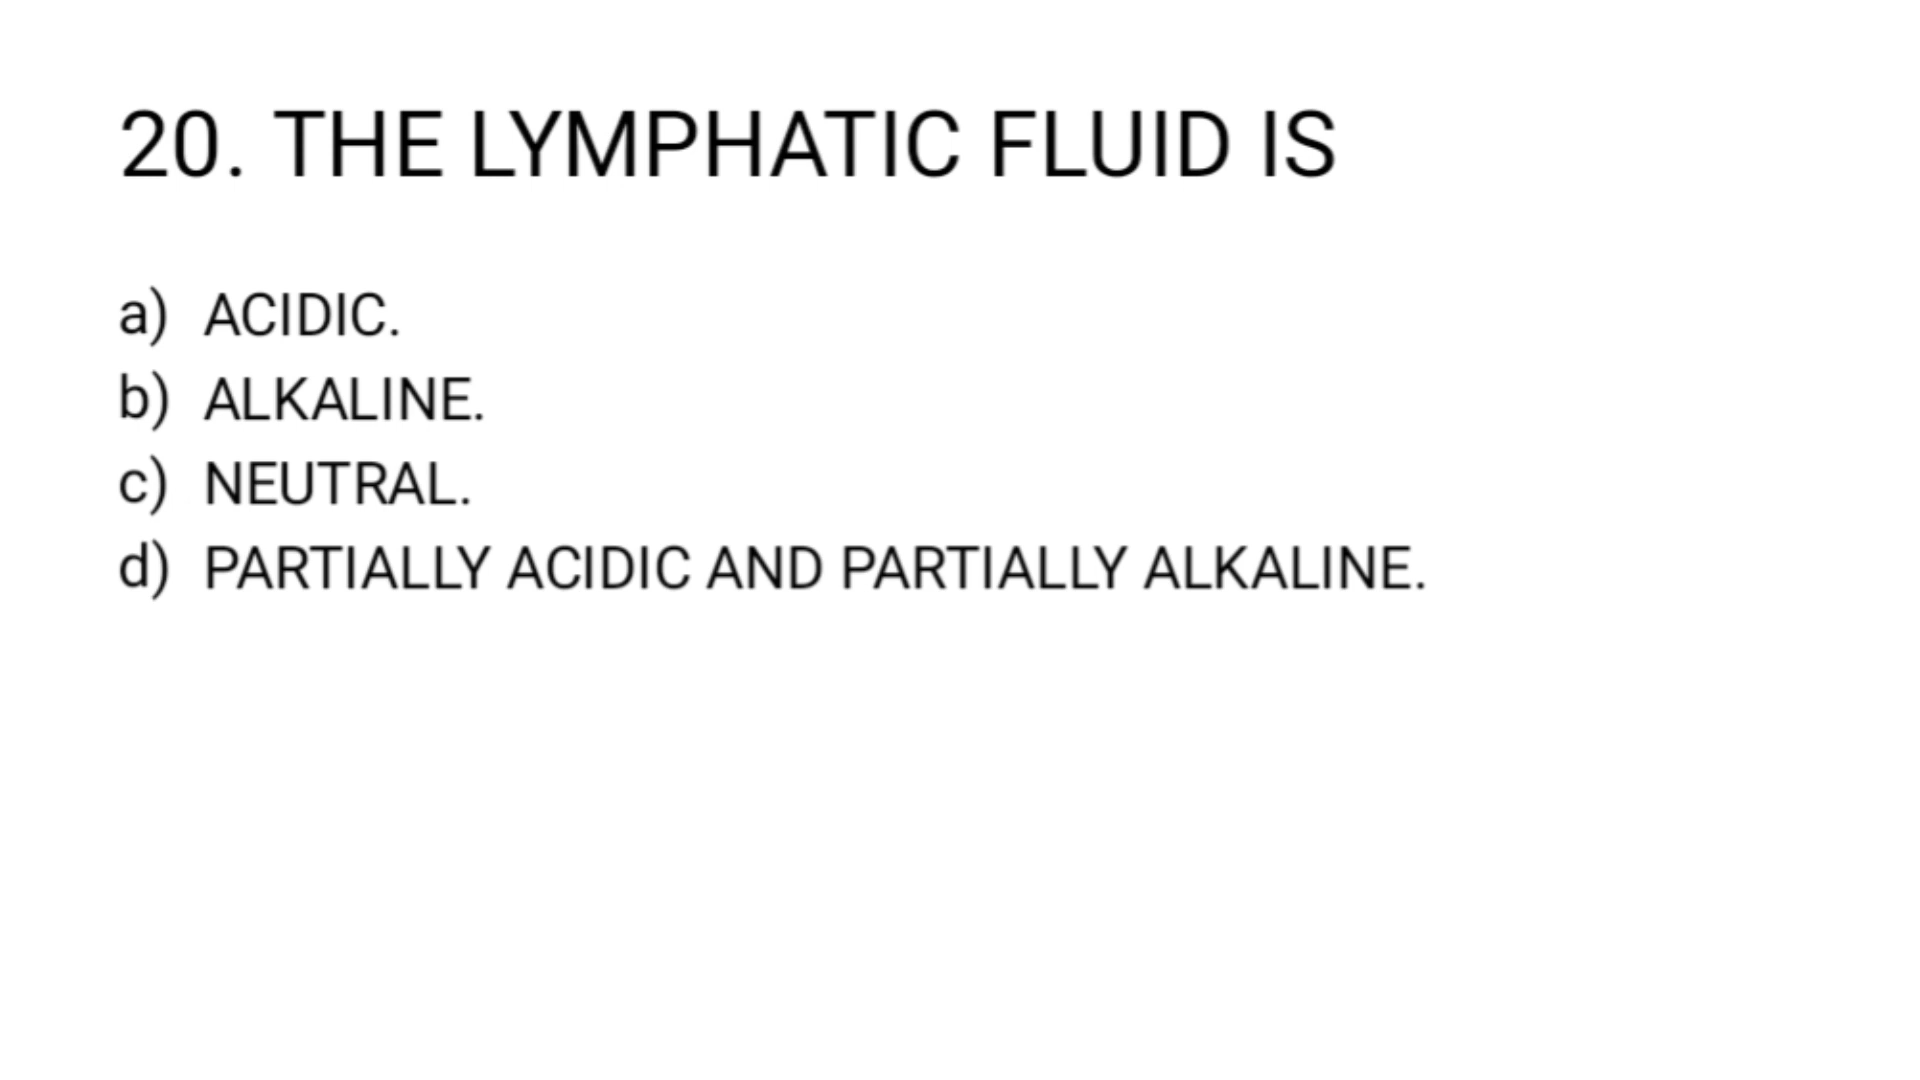 20. THE LYMPHATIC FLUID IS
a) ACIDIC.
b) ALKALINE.
c) NEUTRAL.
d) PARTIALLY ACIDIC AND PARTIALLY ALKALINE.